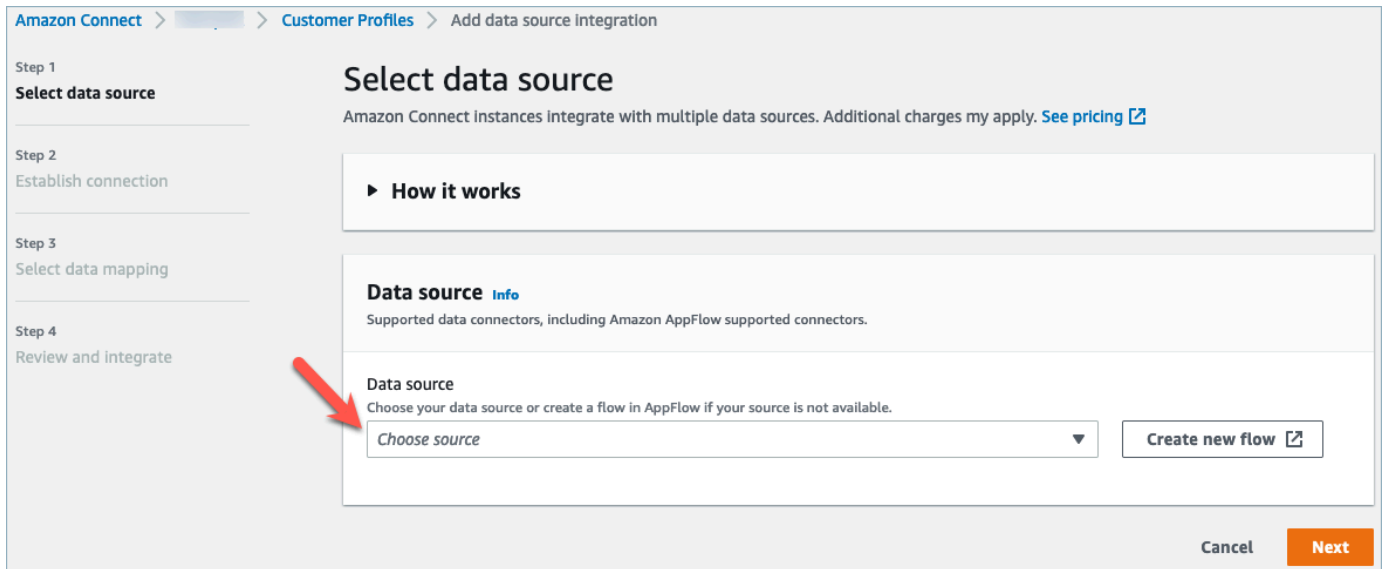 Amazon Connect > > Customer Profiles > Add data source integration
Step 1
Select data source
Step 2
Establish connection
Step 3
Select data mapping
Step 4
Review and integrate
Select data source
Amazon Connect instances integrate with multiple data sources. Additional charges my apply. See pricing
How it works
Data source Info
Supported data connectors, including Amazon AppFlow supported connectors.
Data source
Choose your data source or create a flow in AppFlow if your source is not available.
Choose source
Create new flow
Cancel
Next